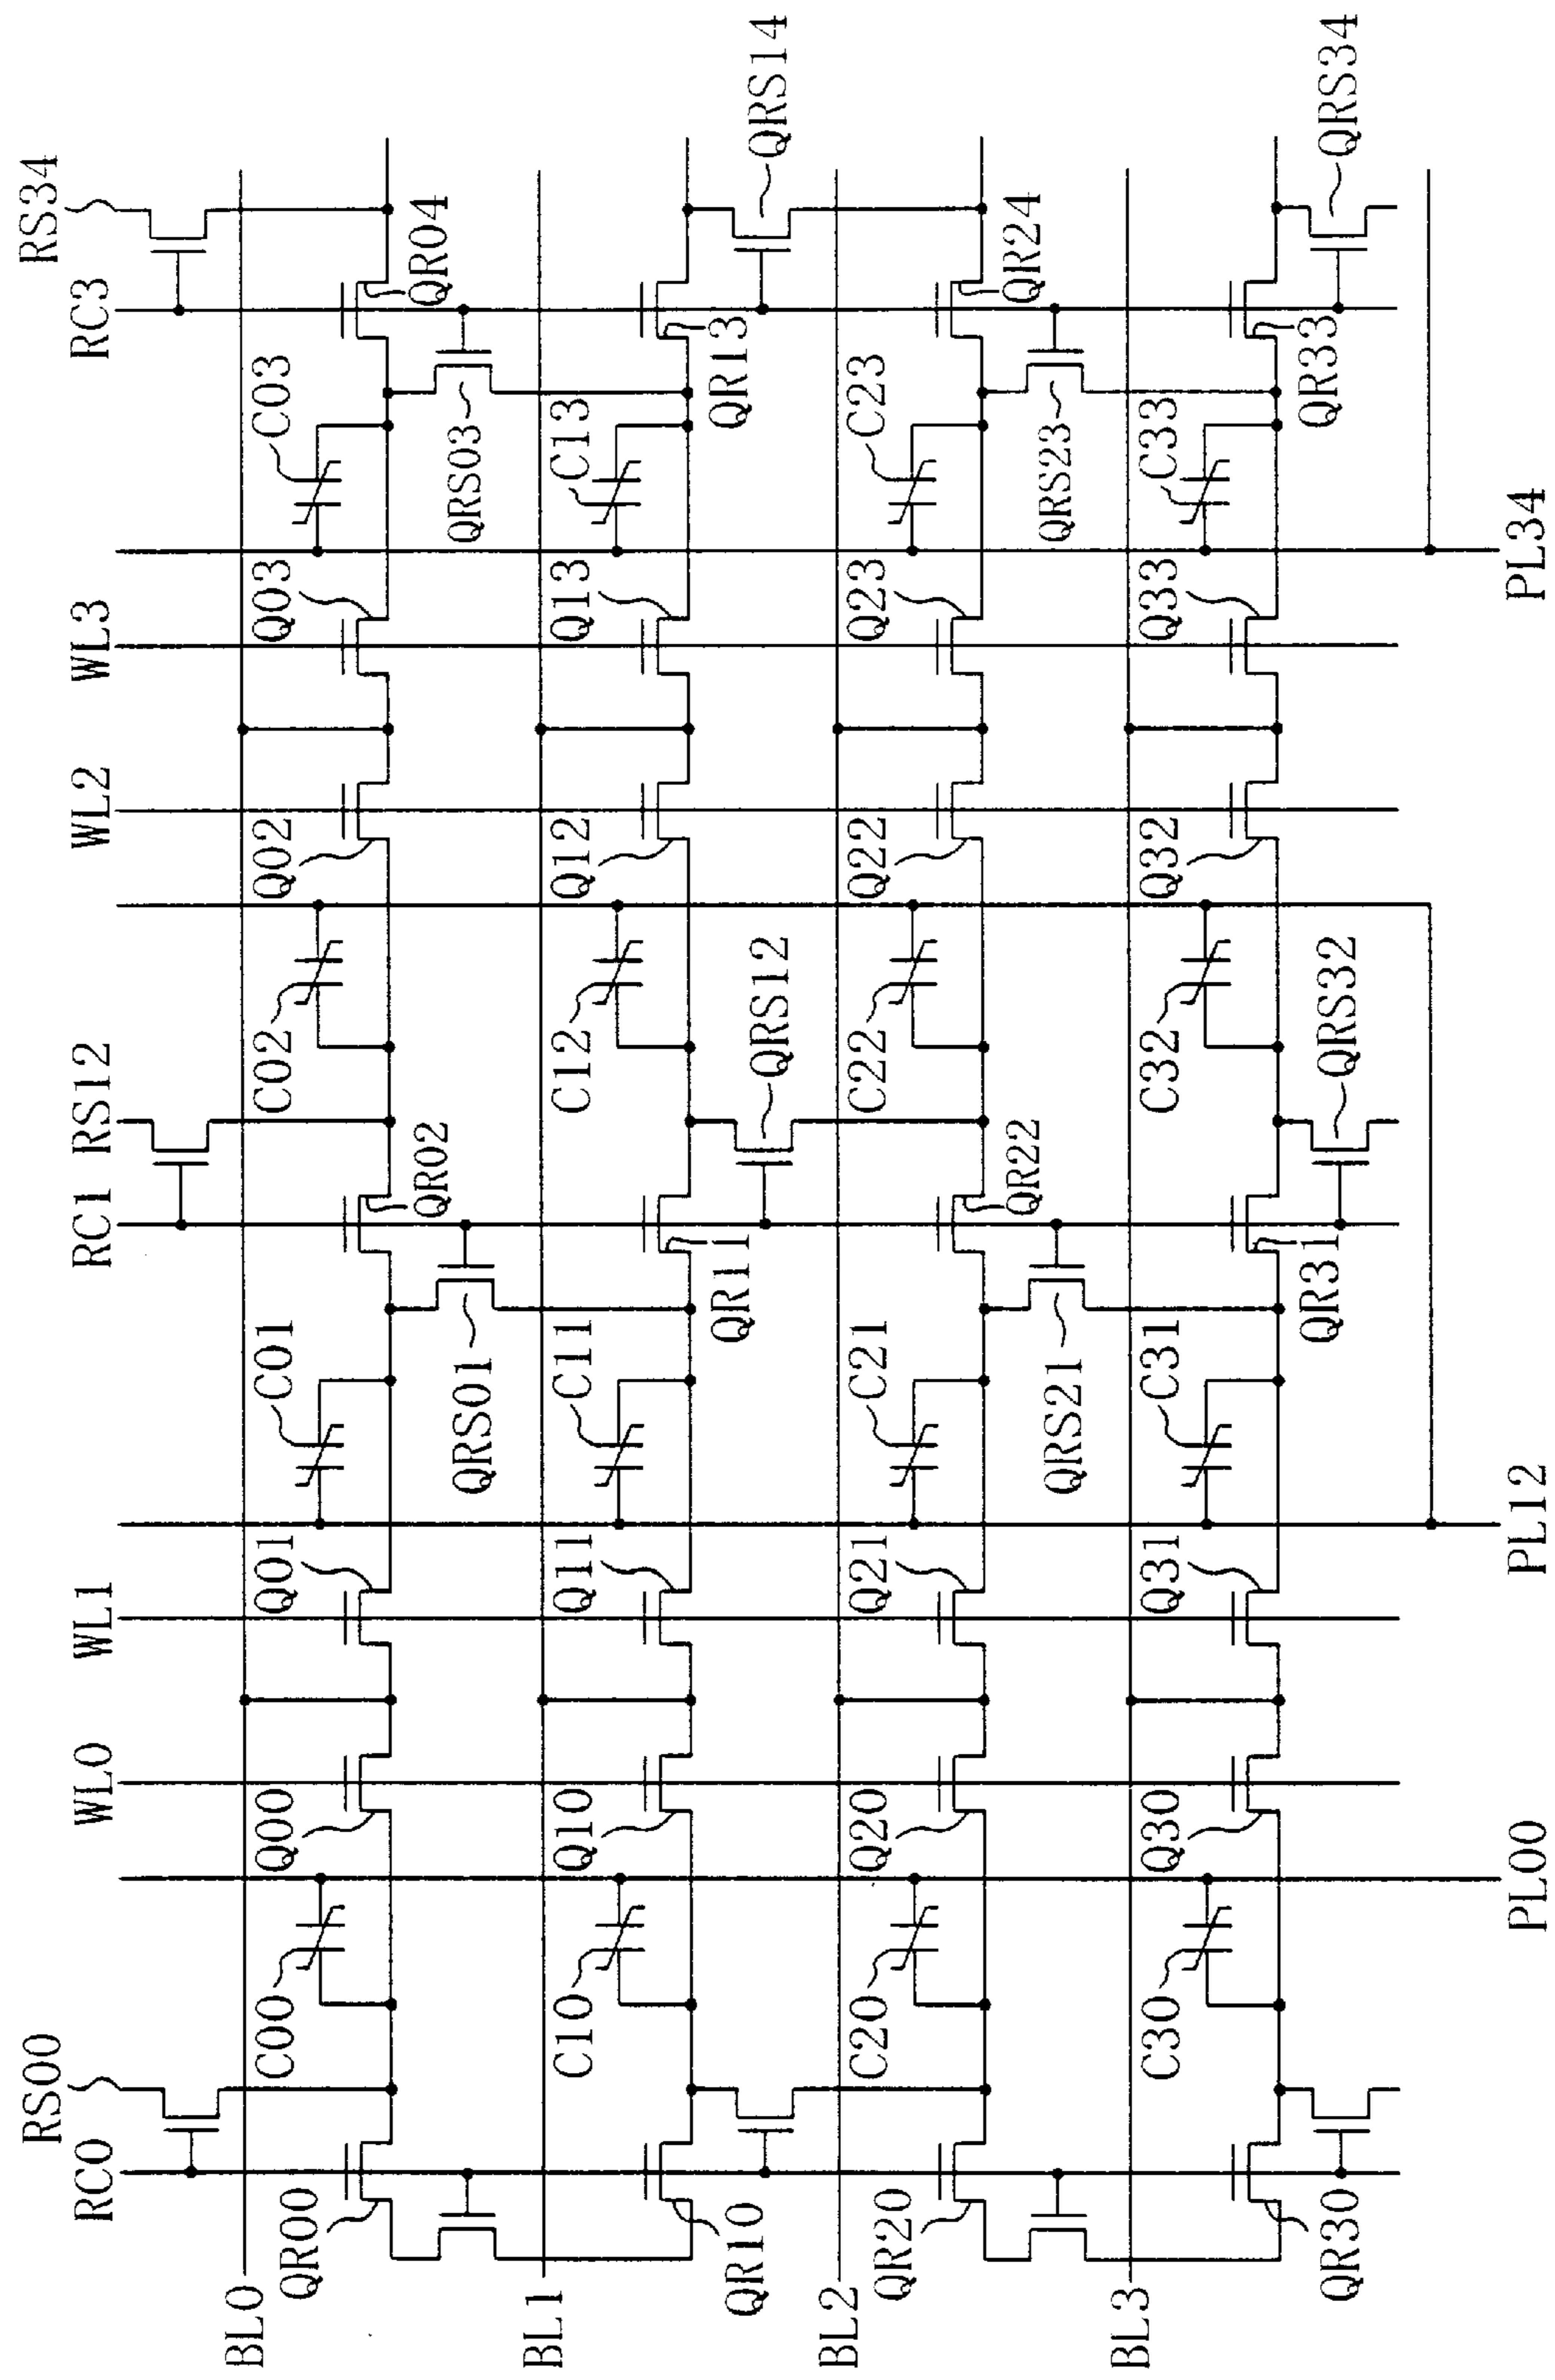 RS00 RS34
RC0 WL0 WL1 RC1 RS12 WL2 WL3 RC3
BL0
C00 Q00 Q01 C01 C02 Q02 Q03 C03
QR00
QR02 QR04
QRS01 QRS03
BL1
C10 Q10 Q11 C11 C12 Q12 Q13 C13
QR10 QR11 QR13
QRS12 QRS14
BL2
C20 Q20 Q21 C21 C22 Q22 Q23 C23
QR20
QR22 QR24
QRS21 QRS23
BL3
C30 Q30 Q31 C31 C32 Q32 Q33 C33
QR30 QR31 QR33
QRS32 QRS34
PL00 PL12 PL34